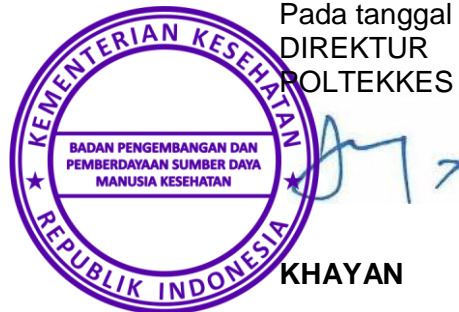 Pada tanggal
DIREKTUR
POLTEKKES
KEMENTERIAN KESEHATAN
BADAN PENGEMBANGAN DAN
PEMBERDAYAAN SUMBER DAYA
MANUSIA KESEHATAN
REPUBLIK INDONESIA
KHAYAN